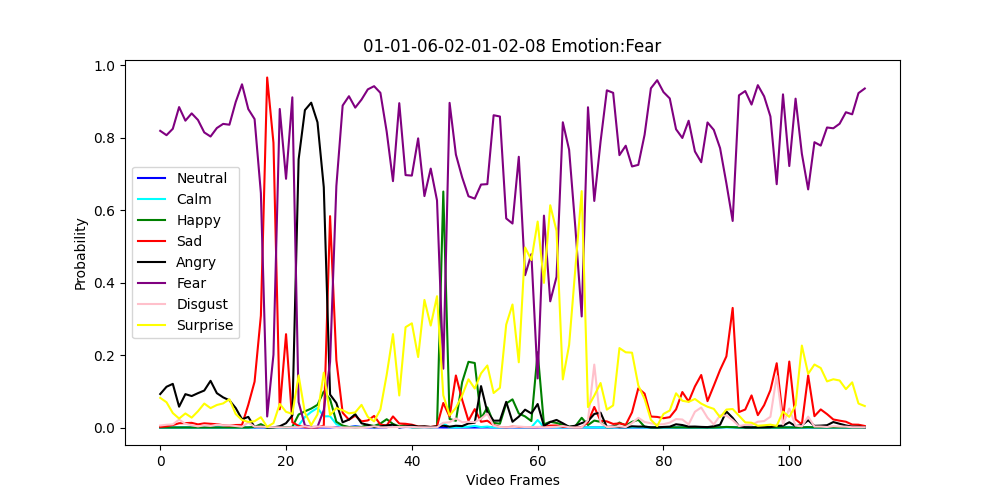 01-01-06-02-01-02-08 Emotion:Fear
1.0
0.8
0.6
0.4
0.2
0.0
Probability
Neutral
Calm
Happy
Sad
Angry
Fear
Disgust
Surprise
0 20 40 60 80 100
Video Frames